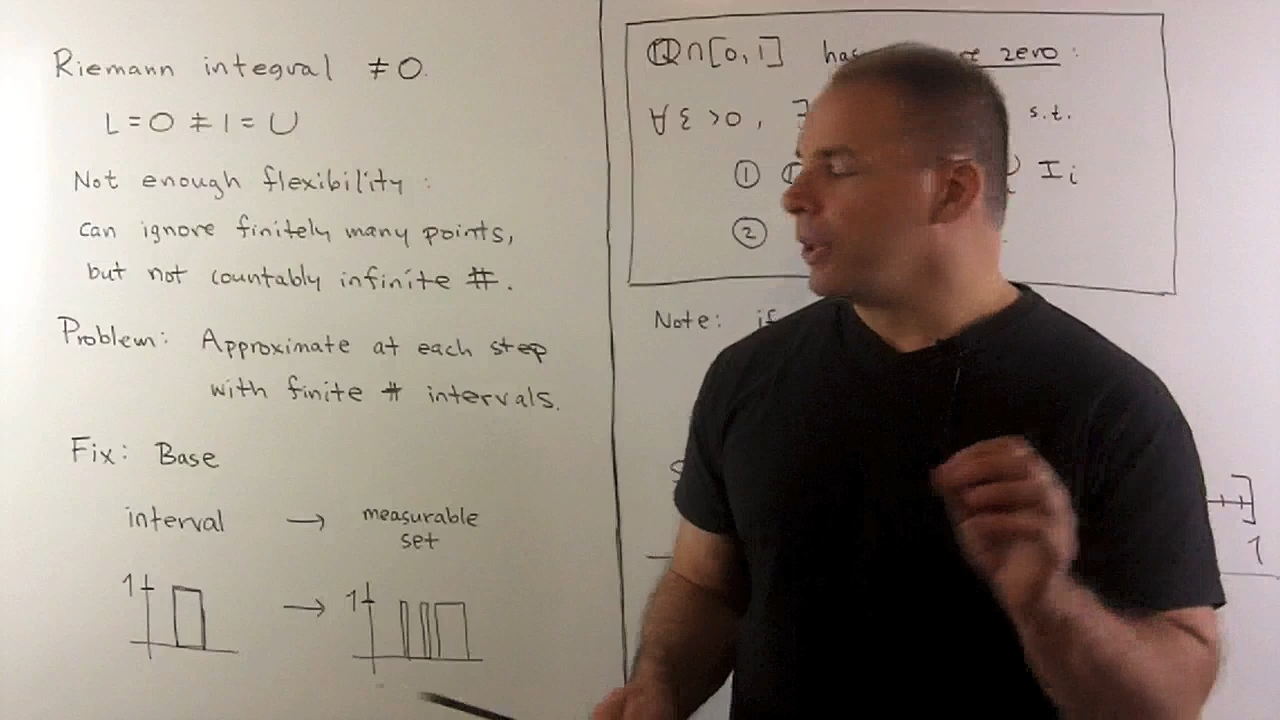 Riemann integral ≠ 0.
L = 0 ≠ 1 = U
Not enough flexibility:
can ignore finitely many points,
but not countably infinite #.
Problem: Approximate at each step
with finite # intervals.
Fix: Base
interval → measurable
set
1 → 1
ℚ∩[0,1] has zero:
∀ ε >0, ∃ s.t.
① I i
②
Note: if
1